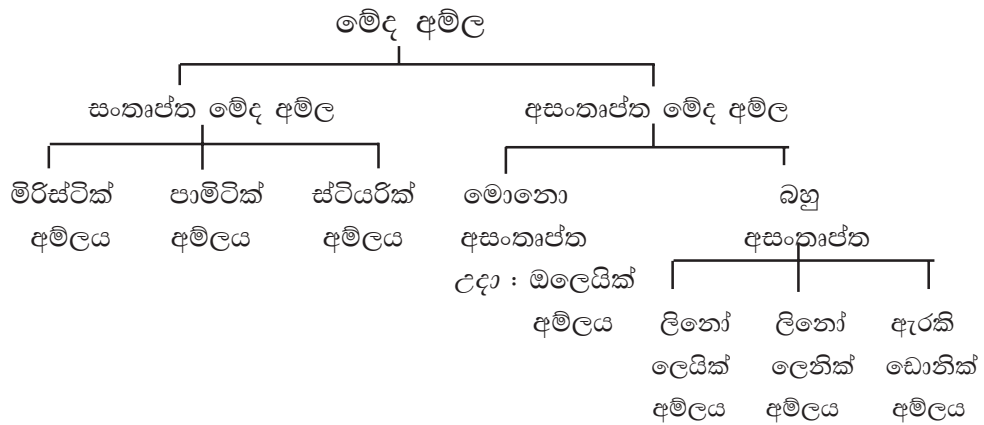 මේද අම්ල
සංතෘප්ත මේද අම්ල
අසංතෘප්ත මේද අම්ල
මිරිස්ටික්
අම්ලය
පාමිටික්
අම්ලය
ස්ටියරික්
අම්ලය
මොනො
අසංතෘප්ත
උදා : ඔලෙයික්
අම්ලය
බහු
අසංතෘප්ත
ලිනෝ
ලෙයික්
අම්ලය
ලිනෝ
ලෙනික්
අම්ලය
ඇරකි
ඩොනික්
අම්ලය